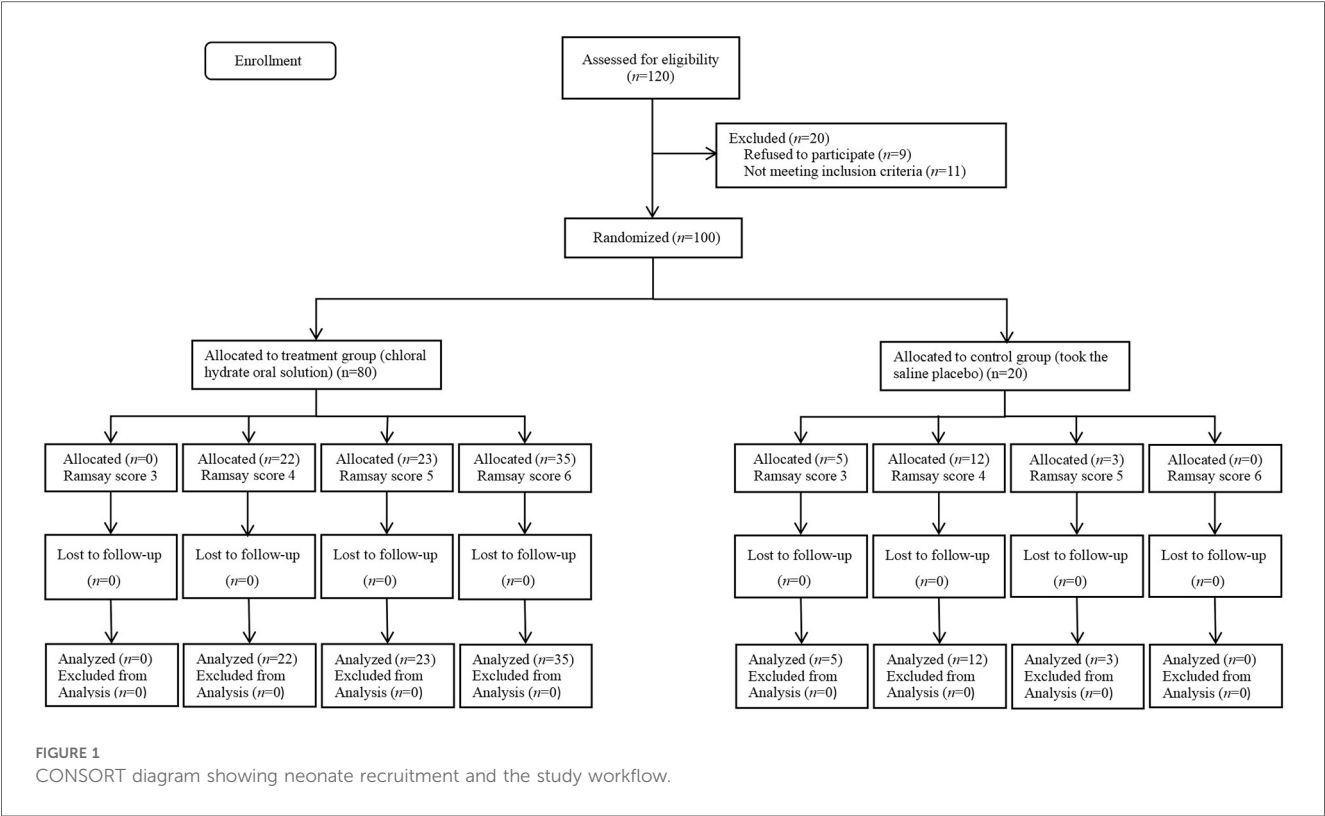 Enrollment
Assessed for eligibility
(n=120)
Excluded (n=20)
Refused to participate (n=9)
Not meeting inclusion criteria (n=11)
Randomized (n=100)
Allocated to treatment group (chloral
hydrate oral solution) (n=80)
Allocated to control group (took the
saline placebo) (n=20)
Allocated (n=0)
Ramsay score 3
Allocated (n=22)
Ramsay score 4
Allocated (n=23)
Ramsay score 5
Allocated (n=35)
Ramsay score 6
Allocated (n=5)
Ramsay score 3
Allocated (n=12)
Ramsay score 4
Allocated (n=3)
Ramsay score 5
Allocated (n=0)
Ramsay score 6
Lost to follow-up
(n=0)
Lost to follow-up
(n=0)
Lost to follow-up
(n=0)
Lost to follow-up
(n=0)
Lost to follow-up
(n=0)
Lost to follow-up
(n=0)
Lost to follow-up
(n=0)
Lost to follow-up
(n=0)
Analyzed (n=0)
Excluded from
Analysis (n=0)
Analyzed (n=22)
Excluded from
Analysis (n=0)
Analyzed (n=23)
Excluded from
Analysis (n=0)
Analyzed (n=35)
Excluded from
Analysis (n=0)
Analyzed (n=5)
Excluded from
Analysis (n=0)
Analyzed (n=12)
Excluded from
Analysis (n=0)
Analyzed (n=3)
Excluded from
Analysis (n=0)
Analyzed (n=0)
Excluded from
Analysis (n=0)
FIGURE 1
CONSORT diagram showing neonate recruitment and the study workflow.